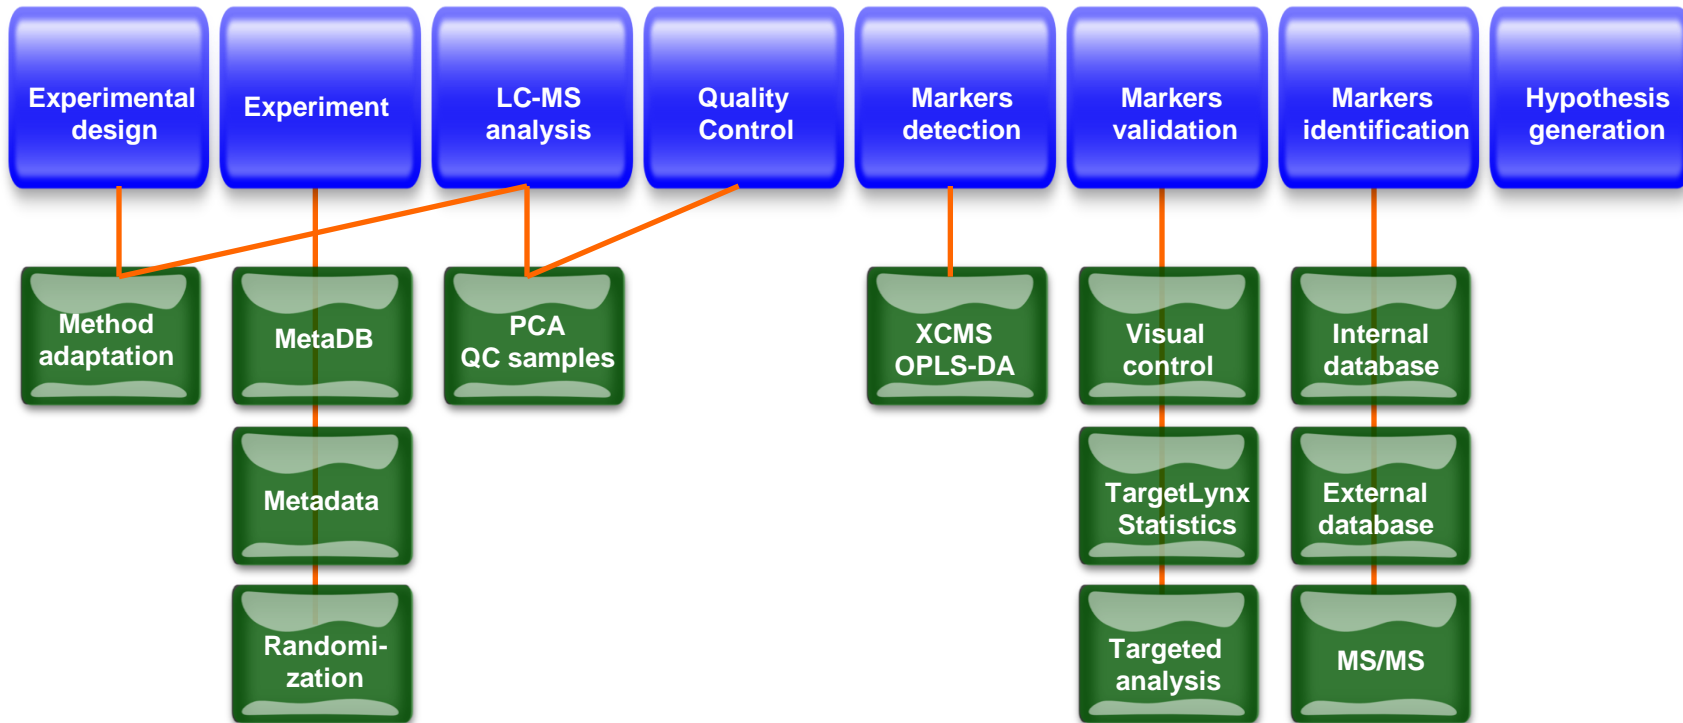 Experimental
design
Experiment
LC-MS
analysis
Quality
Control
Markers
detection
Markers
validation
Markers
identification
Hypothesis
generation
Method
adaptation
MetaDB
PCA
QC samples
XCMS
OPLS-DA
Visual
control
Internal
database
Metadata
TargetLynx
Statistics
External
database
Randomi-
zation
Targeted
analysis
MS/MS